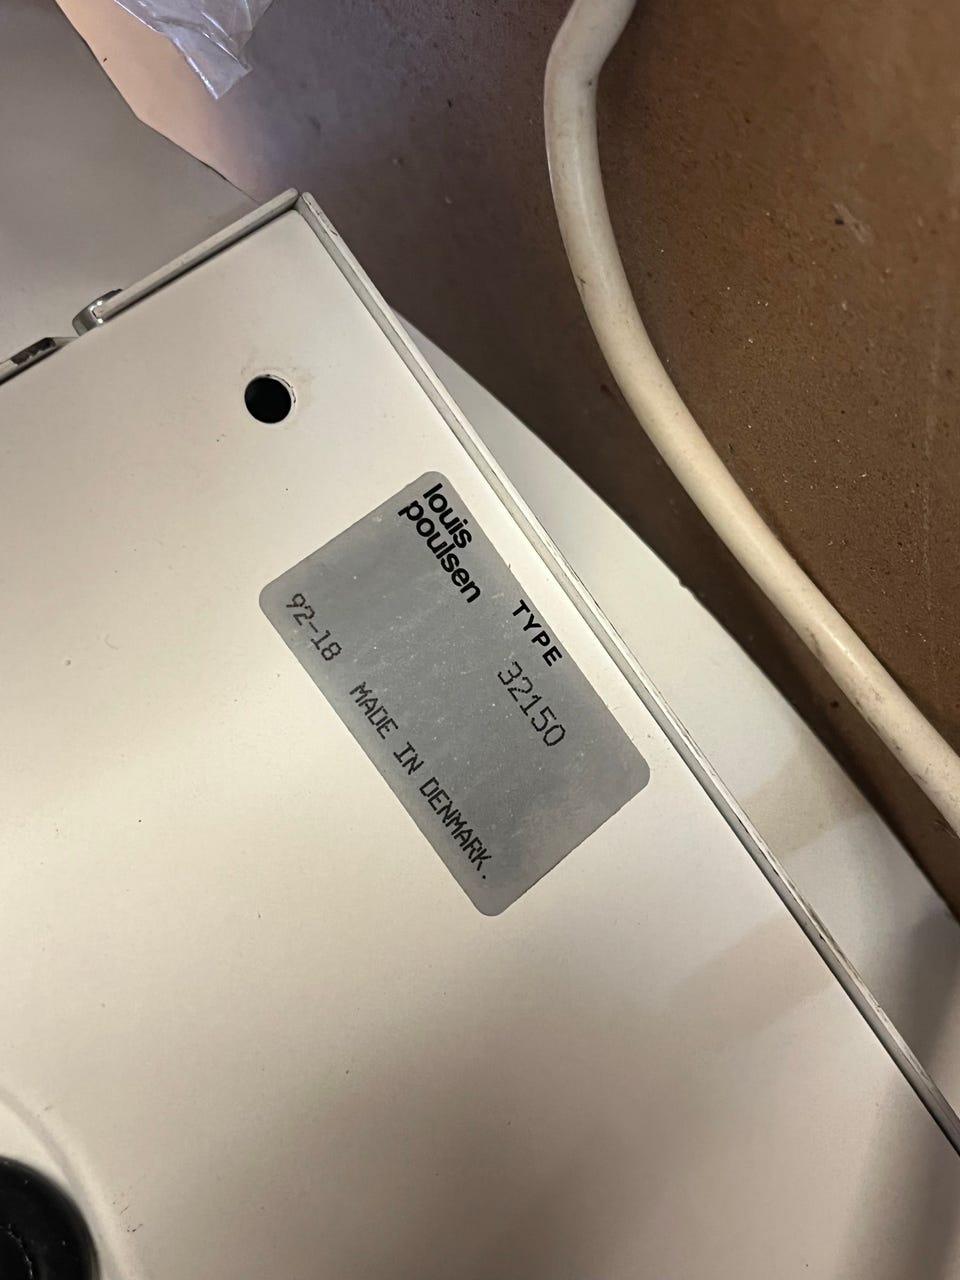 louis
poulsen
TYPE
32150
92-18 MADE IN DENMARK.